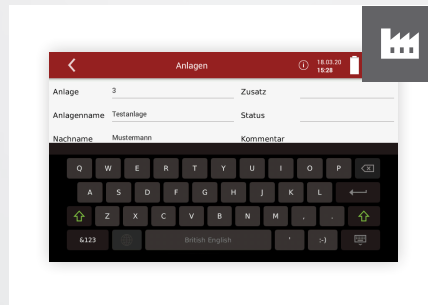 Anlagen
18.03.20
15:28
Anlage 3 Zusatz
Anlagenname Testanlage Status
Nachname Mustermann Kommentar
Q W E R T Y U I O P
A S D F G H J K L
Z X C V B N M , .
&123 British English ' :-)